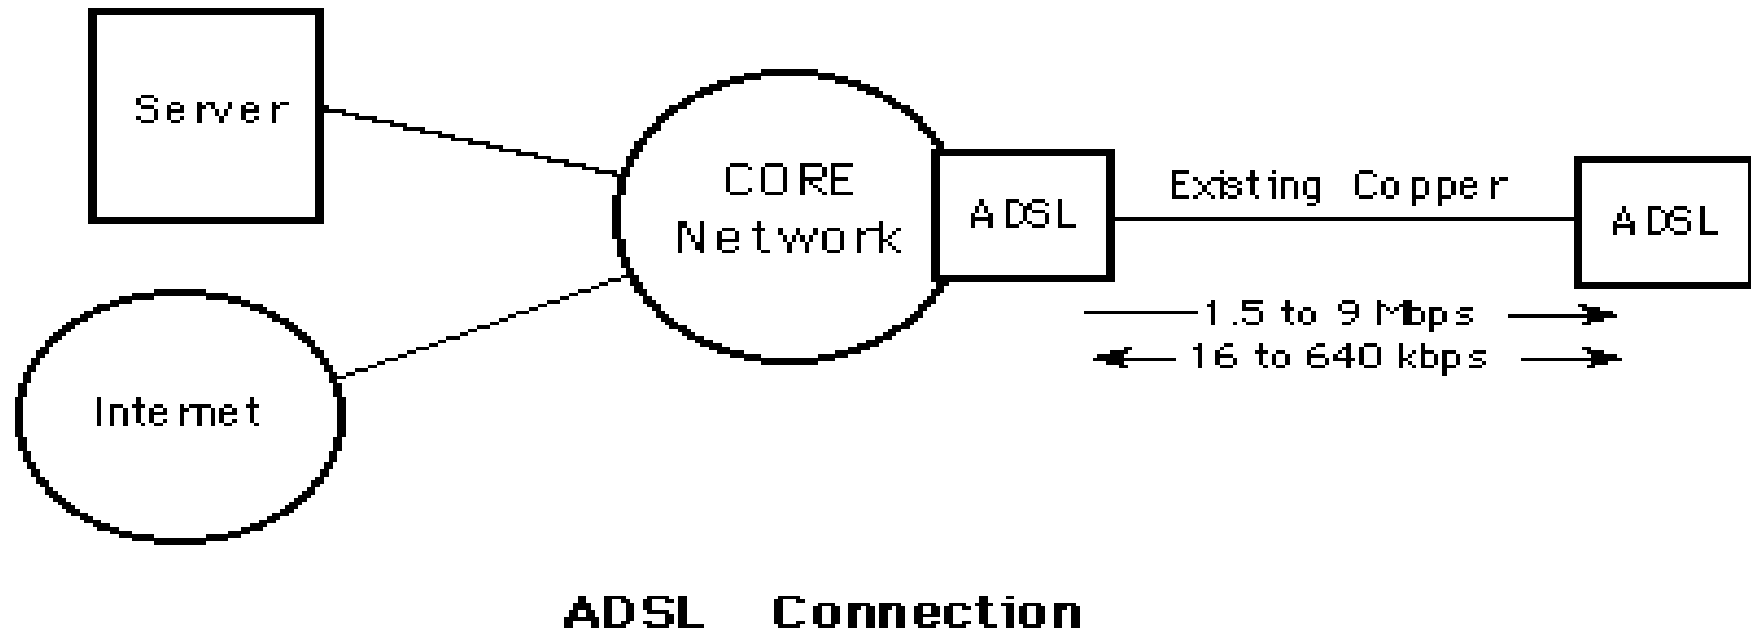 Server
CORE
Network
ADSL
Existing Copper
ADSL
1.5 to 9 Mbps
16 to 640 kbps
Internet
ADSL Connection